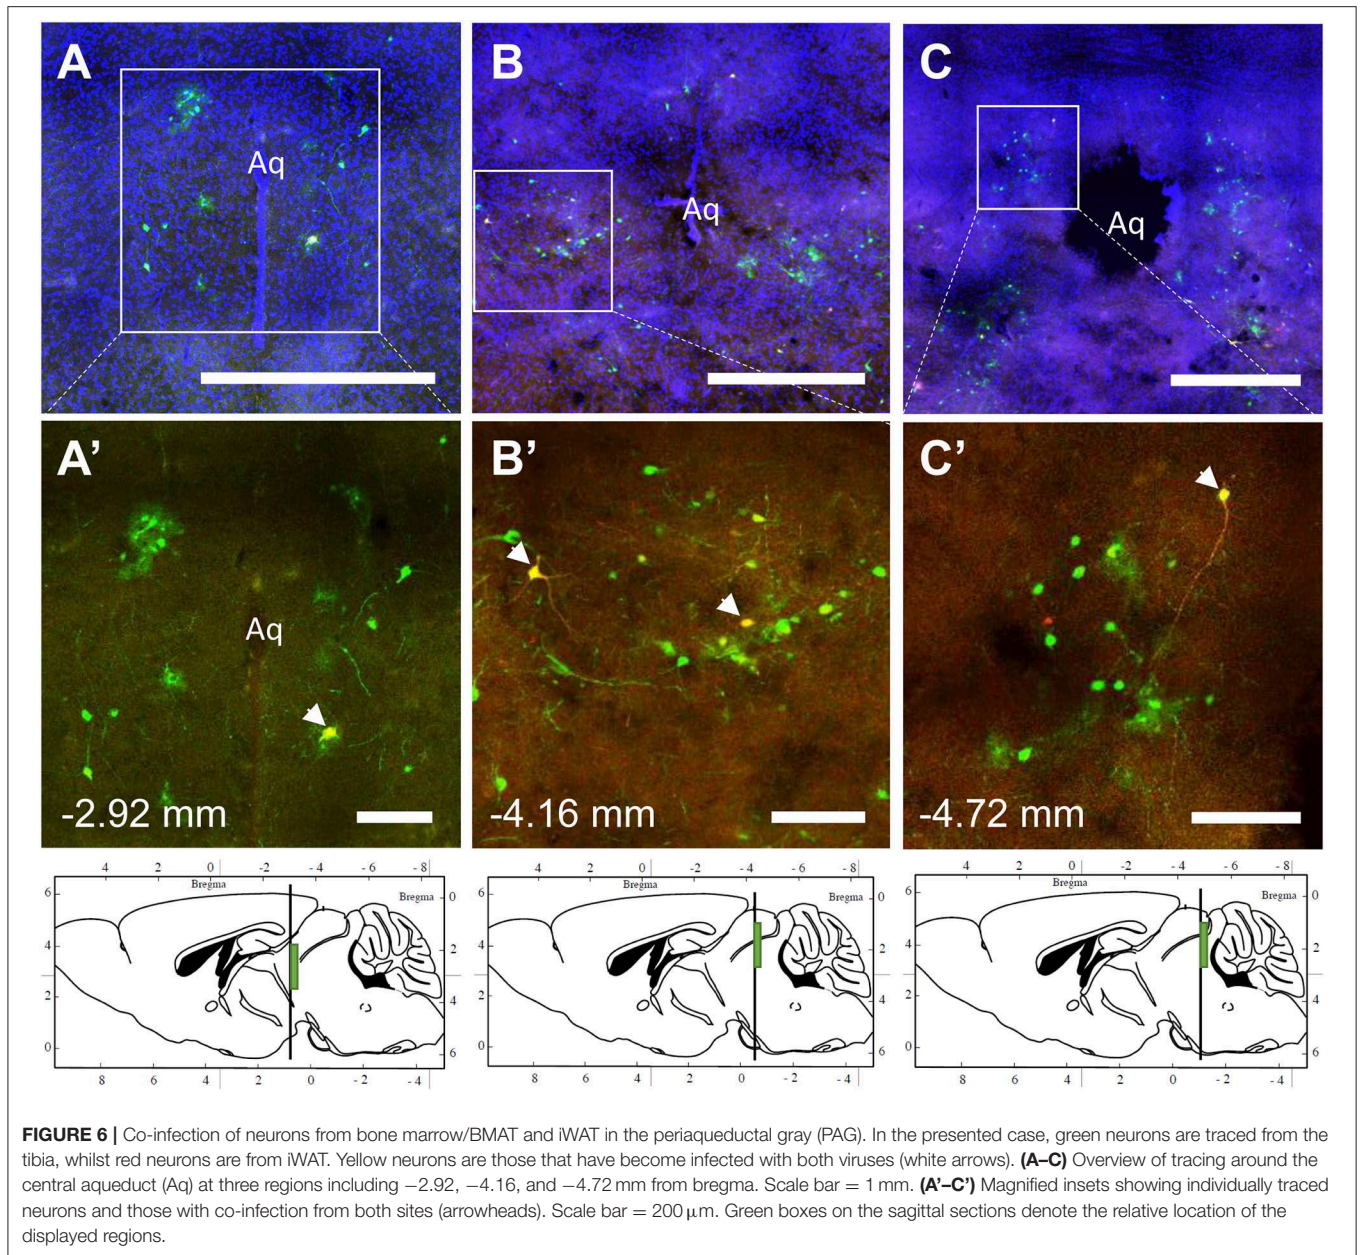 A
B
C
Aq
Aq
Aq
A’
B’
C’
Aq
-2.92 mm
-4.16 mm
-4.72 mm
4 2 0 -2 -4 -6 -8
Bregma
Bregma
6
4
2
0
0
2
4
6
8 6 4 2 0 -2 -4
4 2 0 -2 -4 -6 -8
Bregma
Bregma
6
4
2
0
0
2
4
6
8 6 4 2 0 -2 -4
4 2 0 -2 -4 -6 -8
Bregma
Bregma
6
4
2
0
0
2
4
6
8 6 4 2 0 -2 -4
FIGURE 6 | Co-infection of neurons from bone marrow/BMAT and iWAT in the periaqueductal gray (PAG). In the presented case, green neurons are traced from the
tibia, whilst red neurons are from iWAT. Yellow neurons are those that have become infected with both viruses (white arrows). (A–C) Overview of tracing around the
central aqueduct (Aq) at three regions including −2.92, −4.16, and −4.72 mm from bregma. Scale bar = 1 mm. (A’–C’) Magnified insets showing individually traced
neurons and those with co-infection from both sites (arrowheads). Scale bar = 200 μm. Green boxes on the sagittal sections denote the relative location of the
displayed regions.